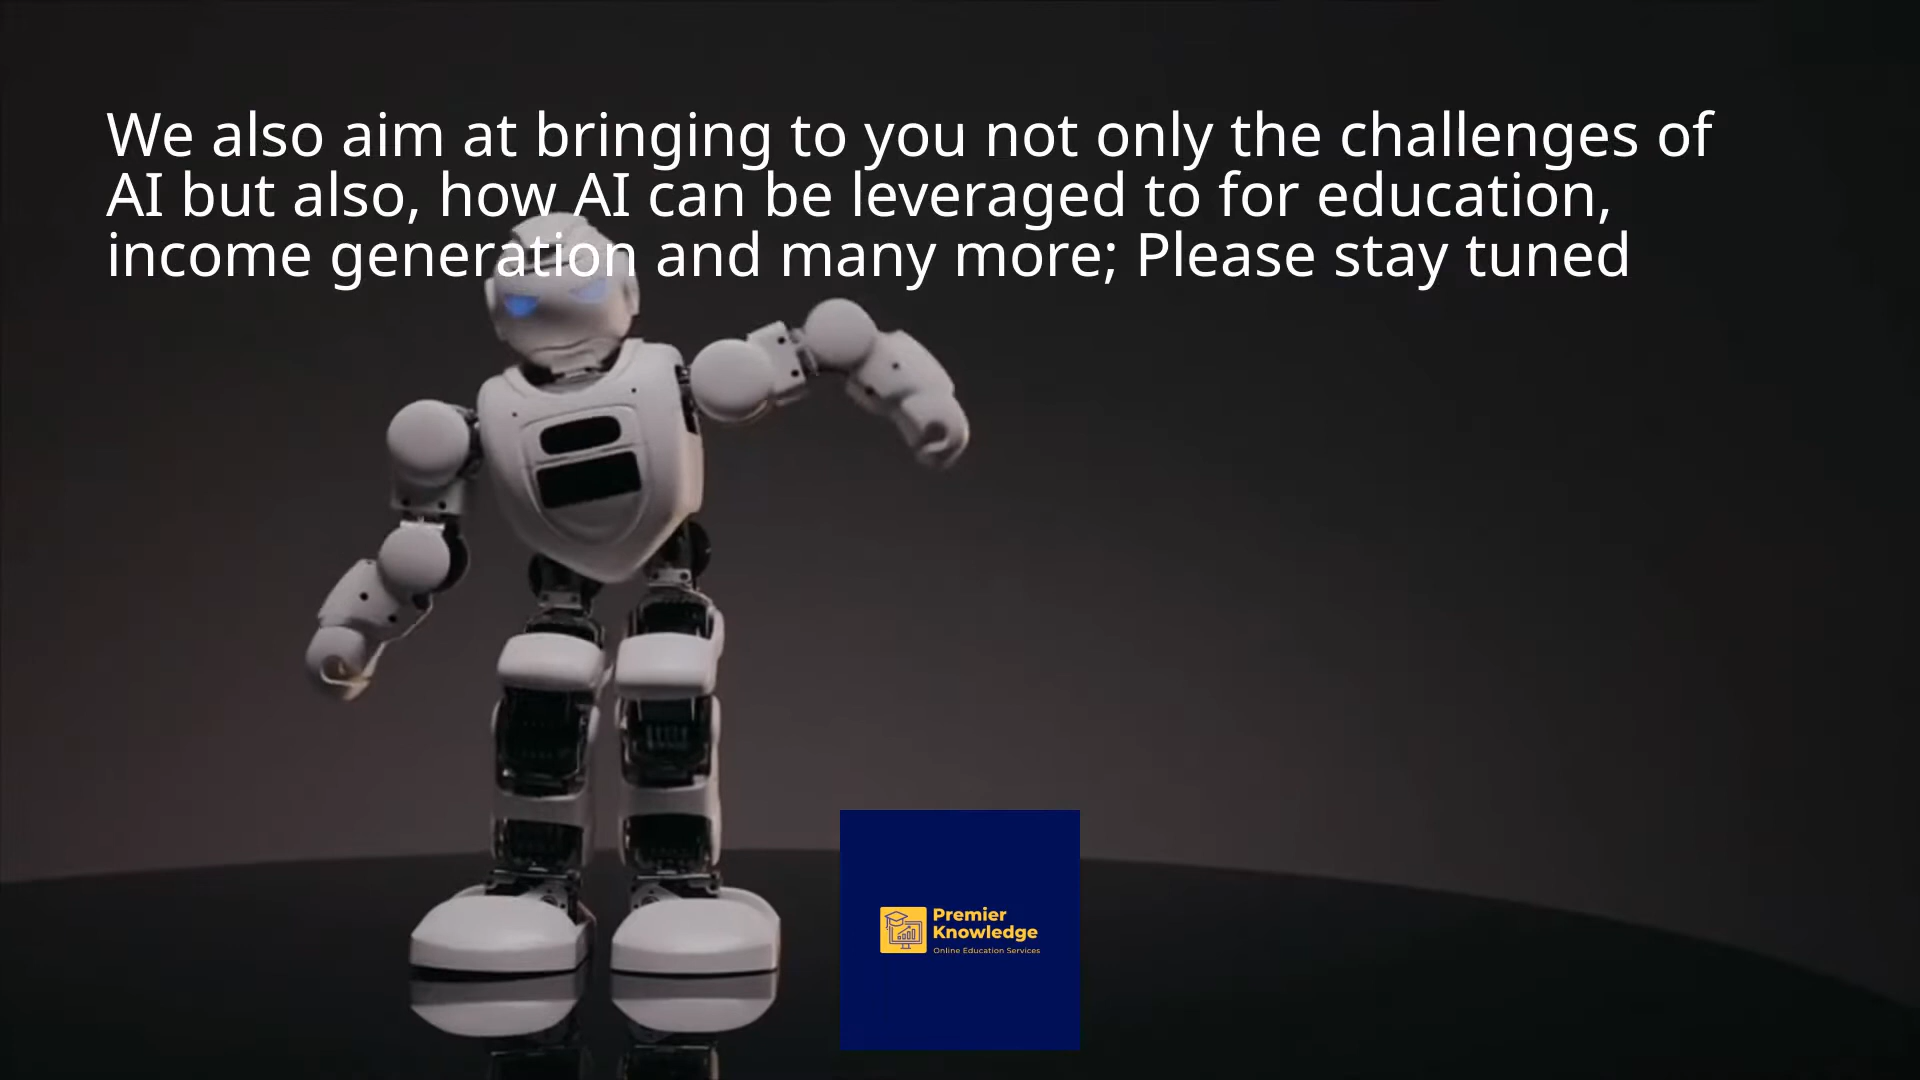 We also aim at bringing to you not only the challenges of
AI but also, how AI can be leveraged to for education,
income generation and many more; Please stay tuned
Premier
Knowledge
Online Education Services